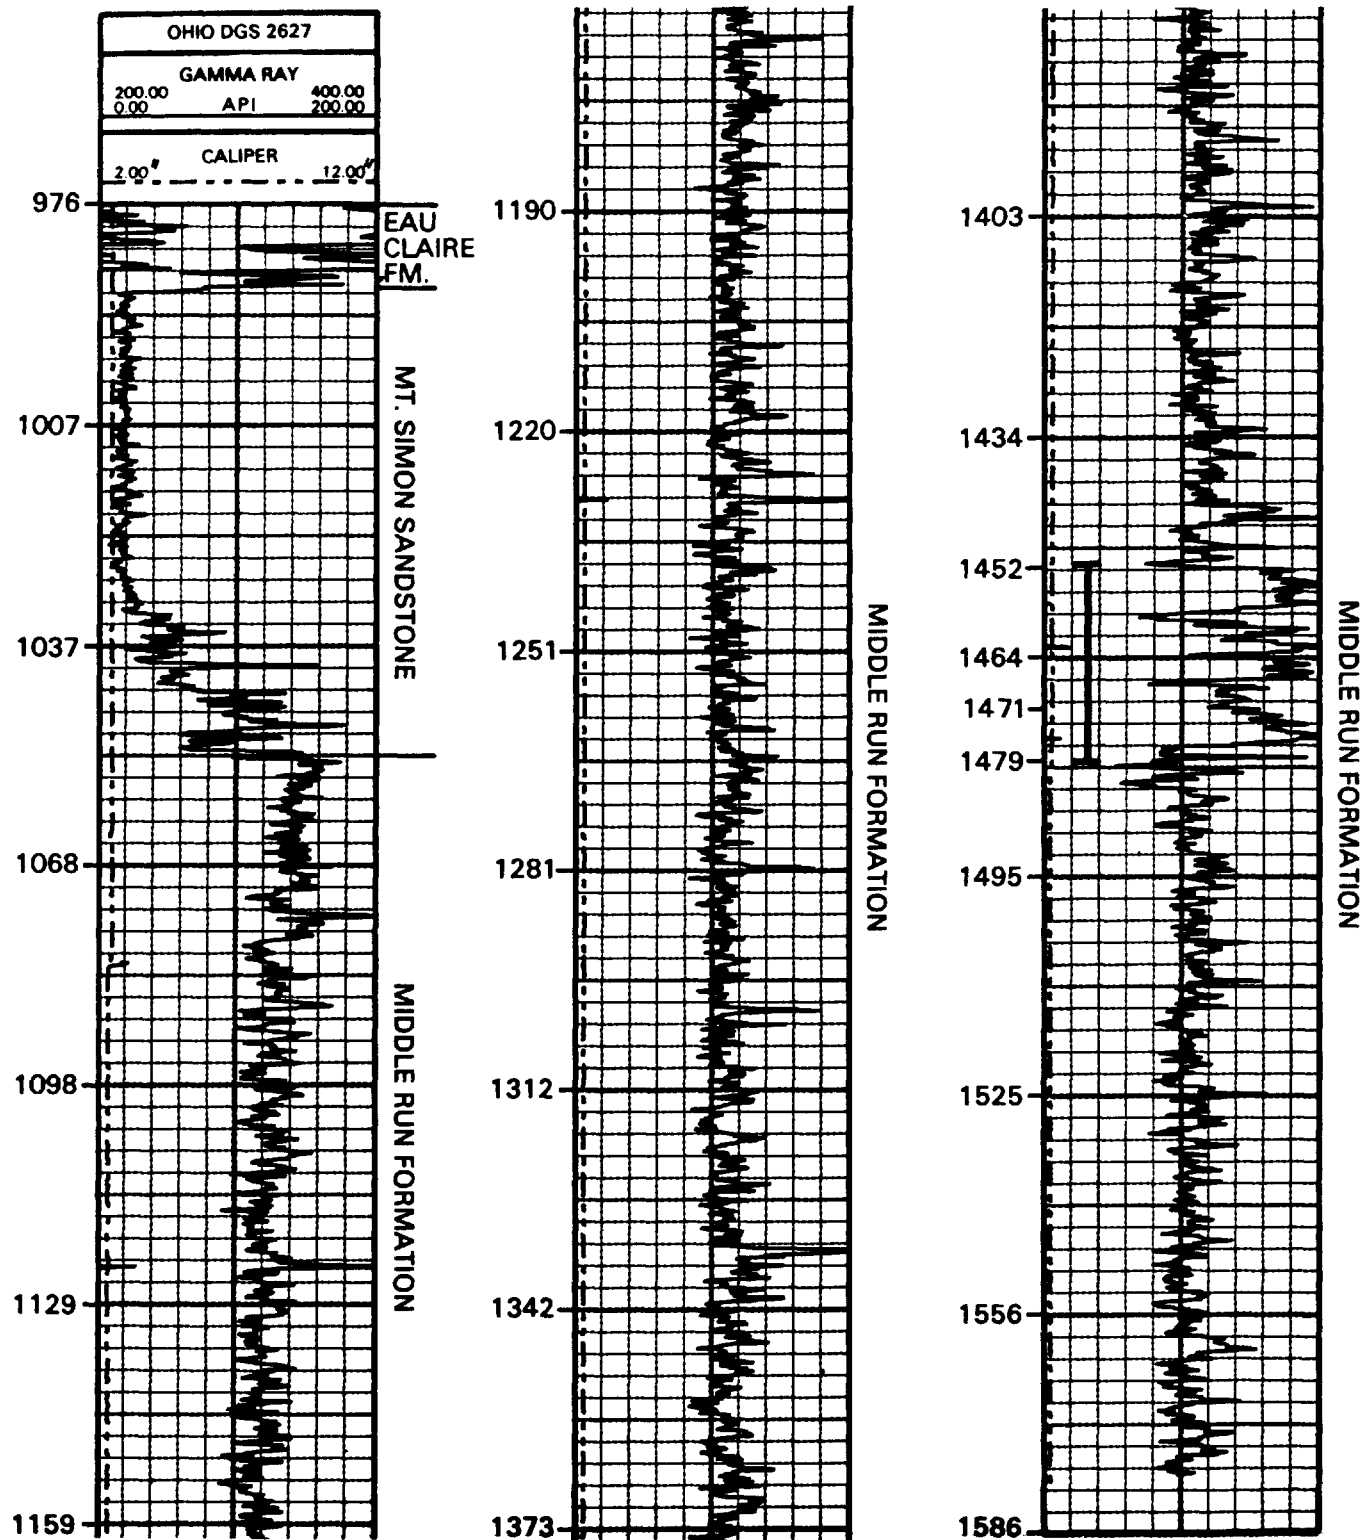 OHIO DGS 2627
GAMMA RAY
200.00 400.00
0.00 API 200.00
CALIPER
2.00" 12.00"
976
EAU
CLAIRE
FM.
1007
MT. SIMON SANDSTONE
1037
1068
MIDDLE RUN FORMATION
1098
1129
1159
1190
1220
1251
MIDDLE RUN FORMATION
1281
1312
1342
1373
1403
1434
1452
1464
1471
1479
MIDDLE RUN FORMATION
1495
1525
1556
1586